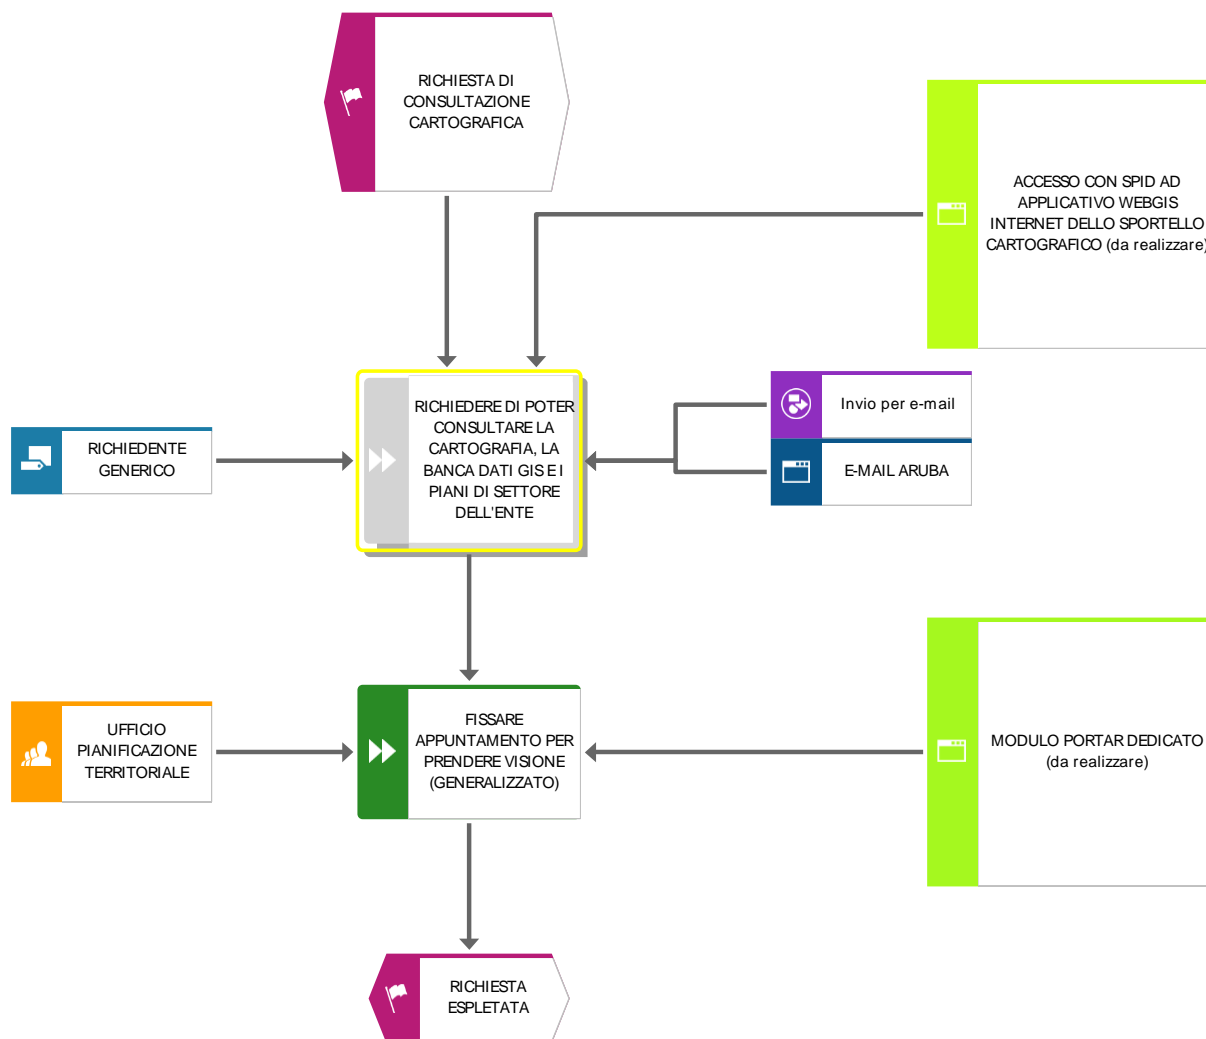 RICHIESTA DI
CONSULTAZIONE
CARTOGRAFICA
ACCESSO CON SPID AD
APPLICATIVO WEBGIS
INTERNET DELLO SPORTELLO
CARTOGRAFICO (da realizzare)
RICHIEDERE DI POTER
CONSULTARE LA
CARTOGRAFIA, LA
BANCA DATI GIS E I
PIANI DI SETTORE
DELL'ENTE
Invio per e-mail
E-MAIL ARUBA
RICHIEDENTE
GENERICO
UFFICIO
PIANIFICAZIONE
TERRITORIALE
FISSARE
APPUNTAMENTO PER
PRENDERE VISIONE
(GENERALIZZATO)
MODULO PORTAR DEDICATO
(da realizzare)
RICHIESTA
ESPLETATA